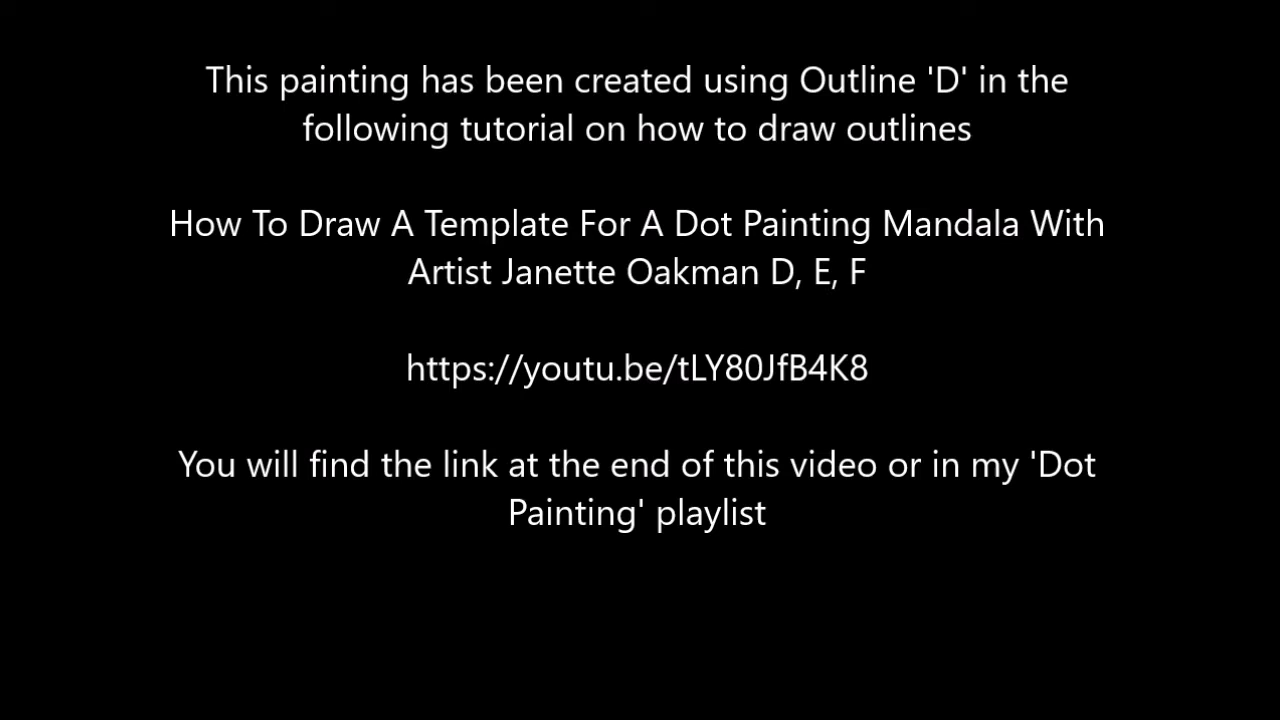 This painting has been created using Outline 'D' in the
following tutorial on how to draw outlines
How To Draw A Template For A Dot Painting Mandala With
Artist Janette Oakman D, E, F
https://youtu.be/tLY80JfB4K8
You will find the link at the end of this video or in my 'Dot
Painting' playlist